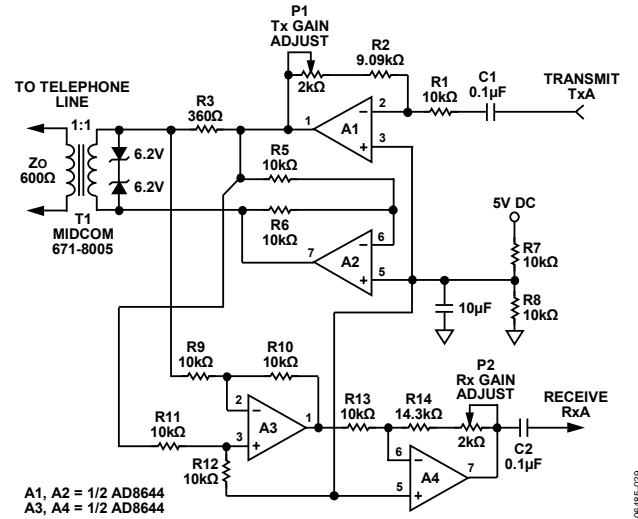 P1
Tx GAIN
ADJUST
2kΩ
R2
9.09kΩ
R1
10kΩ
C1
0.1µF
TRANSMIT
TxA
TO TELEPHONE
LINE
1:1
ZO
600Ω
6.2V
6.2V
T1
MIDCOM
671-8005
R3
360Ω
1
A1
2
3
R5
10kΩ
R6
10kΩ
7
A2
6
5
5V DC
R7
10kΩ
R8
10kΩ
10µF
R9
10kΩ
R10
10kΩ
R11
10kΩ
R12
10kΩ
2
3
A3
1
R13
10kΩ
R14
14.3kΩ
P2
Rx GAIN
ADJUST
2kΩ
6
5
A4
7
C2
0.1µF
RECEIVE
RxA
A1, A2 = 1/2 AD8644
A3, A4 = 1/2 AD8644
06485-029